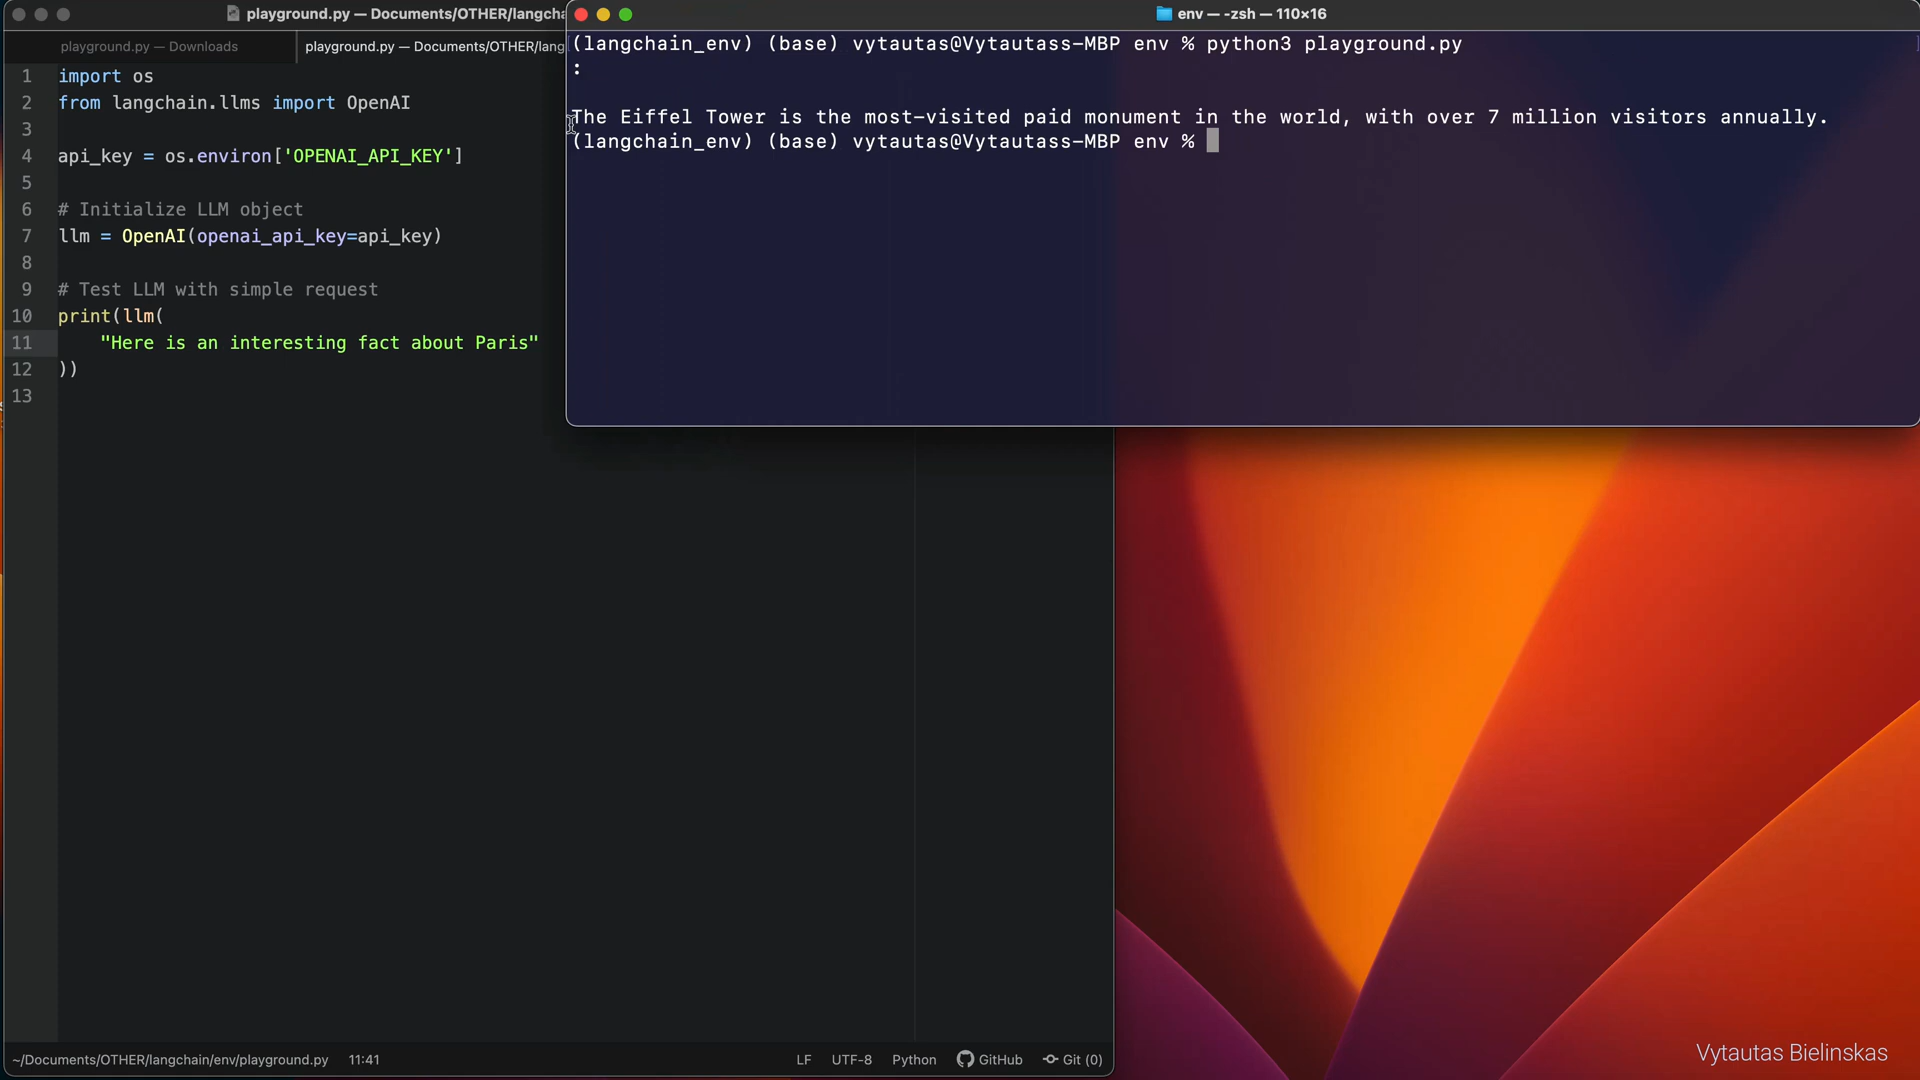 playground.py — Documents/OTHER/langcha
playground.py — Downloads
playground.py — Documents/OTHER/lang
1 import os
2 from langchain.llms import OpenAI
3
4 api_key = os.environ['OPENAI_API_KEY']
5
6 # Initialize LLM object
7 llm = OpenAI(openai_api_key=api_key)
8
9 # Test LLM with simple request
10 print(llm(
11 "Here is an interesting fact about Paris"
12 ))
13
~/Documents/OTHER/langchain/env/playground.py 11:41 LF UTF-8 Python GitHub Git (0)
env — -zsh — 110×16
(langchain_env) (base) vytautas@Vytautass-MBP env % python3 playground.py
:
The Eiffel Tower is the most-visited paid monument in the world, with over 7 million visitors annually.
(langchain_env) (base) vytautas@Vytautass-MBP env %
Vytautas Bielinskas